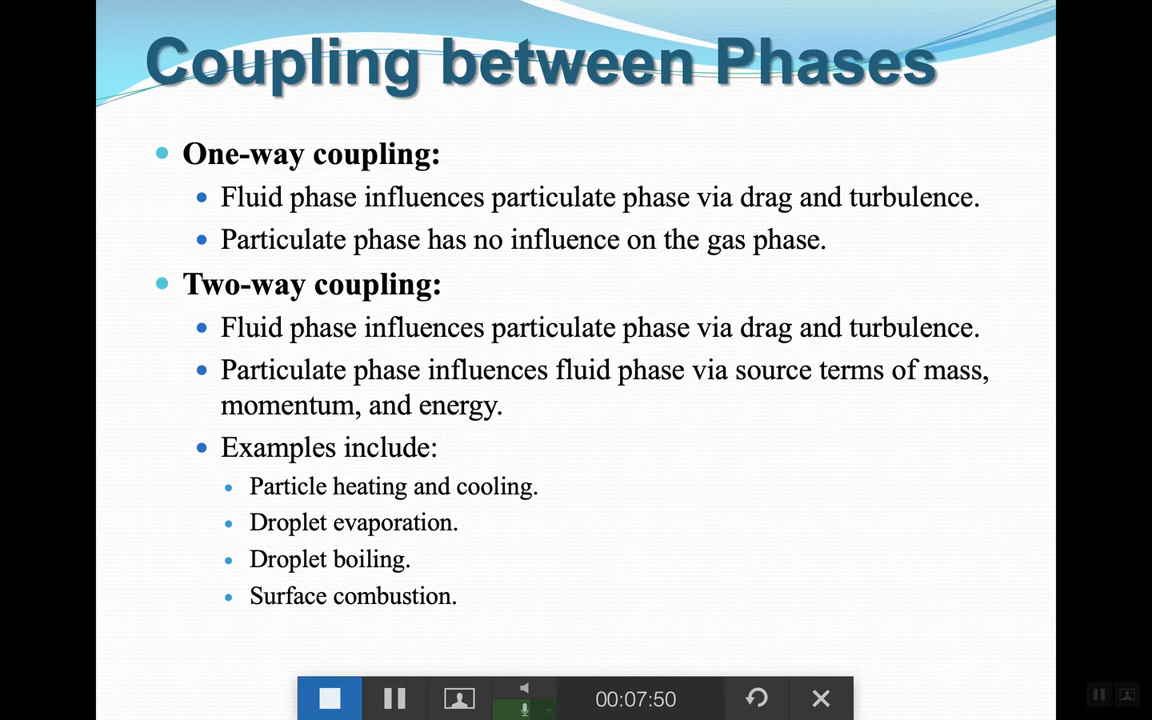 Coupling between Phases
One-way coupling:
Fluid phase influences particulate phase via drag and turbulence.
Particulate phase has no influence on the gas phase.
Two-way coupling:
Fluid phase influences particulate phase via drag and turbulence.
Particulate phase influences fluid phase via source terms of mass,
momentum, and energy.
Examples include:
Particle heating and cooling.
Droplet evaporation.
Droplet boiling.
Surface combustion.
00:07:50